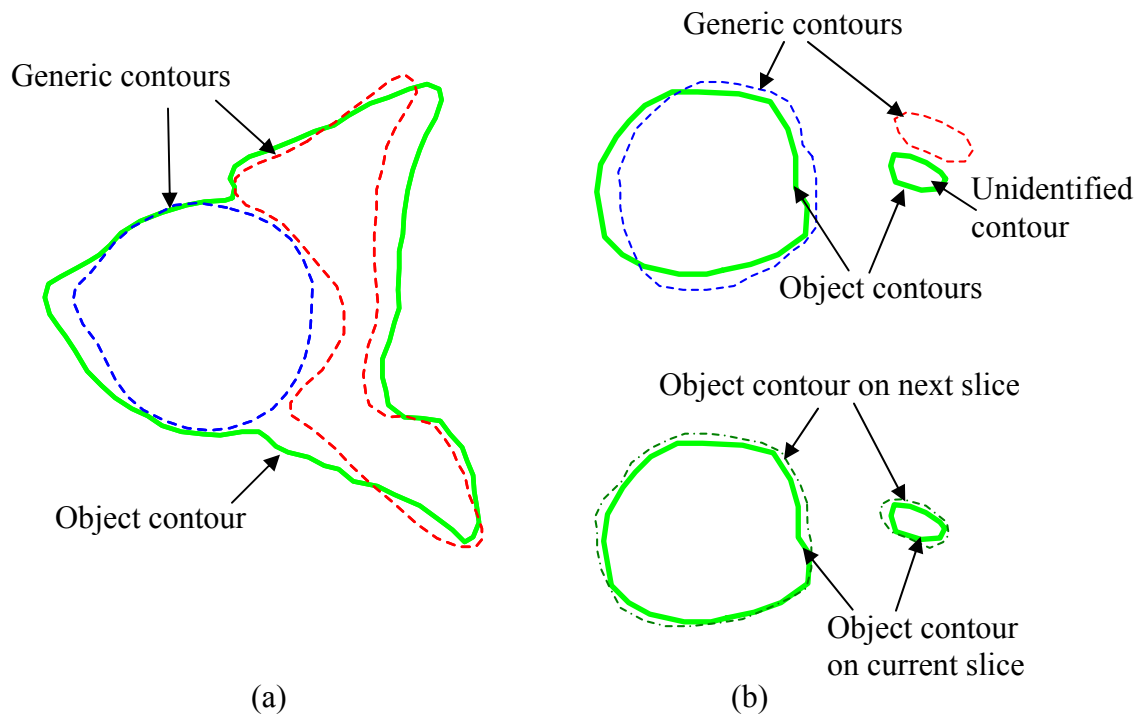 Generic contours
Object contour
(a)
Generic contours
Unidentified
contour
Object contours
Object contour on next slice
Object contour
on current slice
(b)